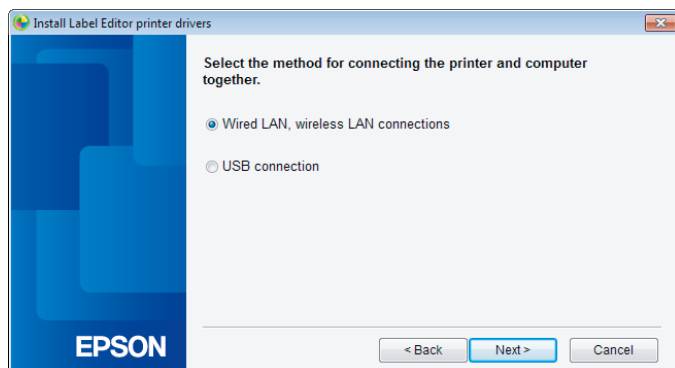 Install Label Editor printer drivers
Select the method for connecting the printer and computer
together.
Wired LAN, wireless LAN connections
USB connection
EPSON
< Back
Next >
Cancel